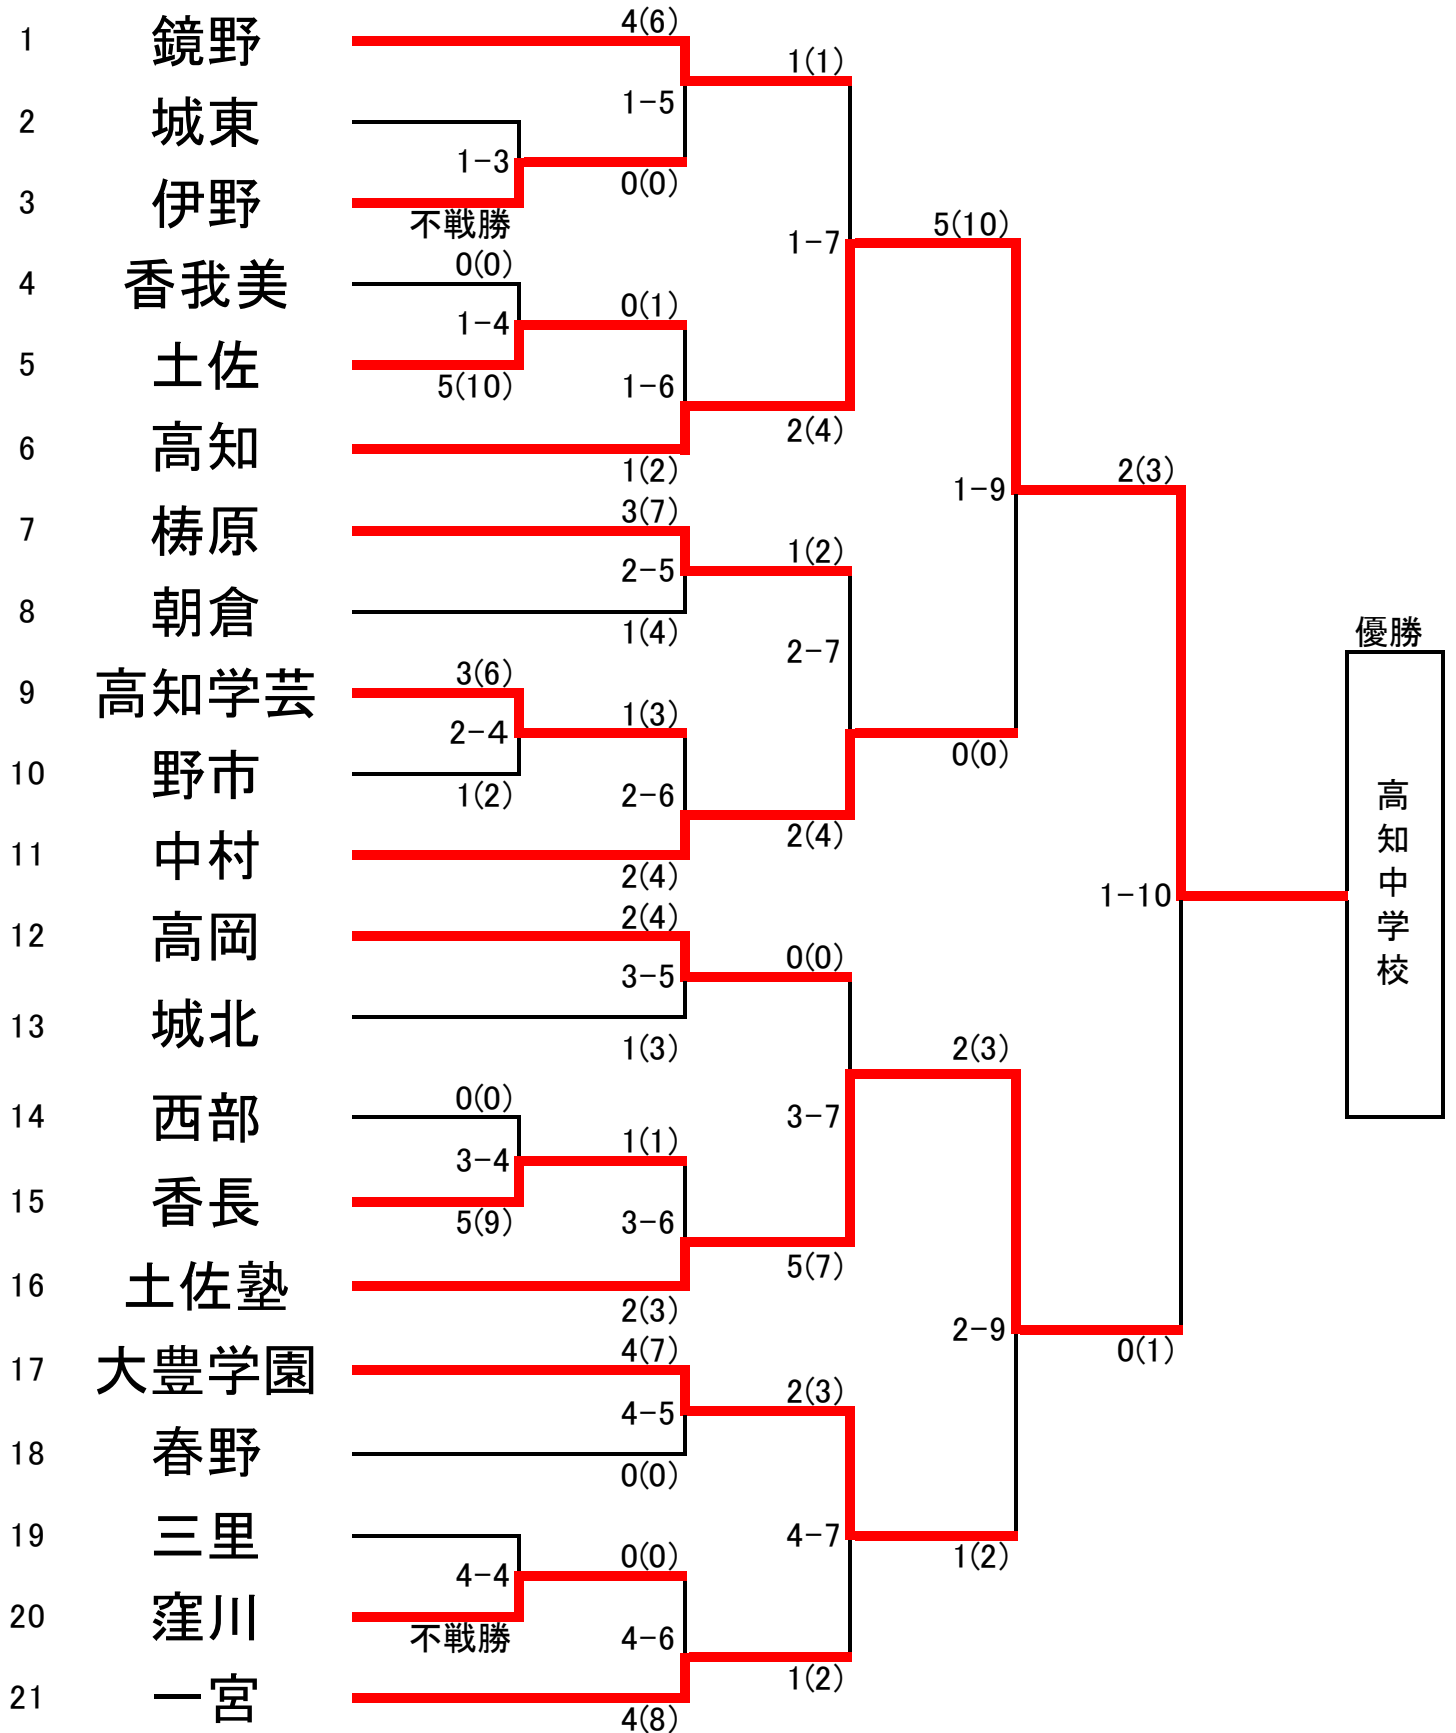 4(6)
1 鏡野
1(1)
1-5
2 城東
1-3
0(0)
3 伊野
不戦勝
5(10)
1-7
0(0)
4 香我美
0(1)
1-4
5 土佐
5(10)
1-6
2(4)
6 高知
1(2)
2(3)
1-9
3(7)
7 梼原
1(2)
2-5
8 朝倉
1(4)
優勝
2-7
3(6)
9 高知学芸
1(3)
2-4
0(0)
10 野市
1(2)
2-6
高知中学校
2(4)
11 中村
2(4)
1-10
2(4)
12 高岡
0(0)
3-5
13 城北
1(3)
2(3)
0(0)
14 西部
3-7
1(1)
3-4
15 香長
5(9)
3-6
5(7)
16 土佐塾
2(3)
2-9
0(1)
4(7)
17 大豊学園
2(3)
4-5
18 春野
0(0)
19 三里
4-7
0(0)
1(2)
4-4
20 窪川
不戦勝
4-6
1(2)
21 一宮
4(8)